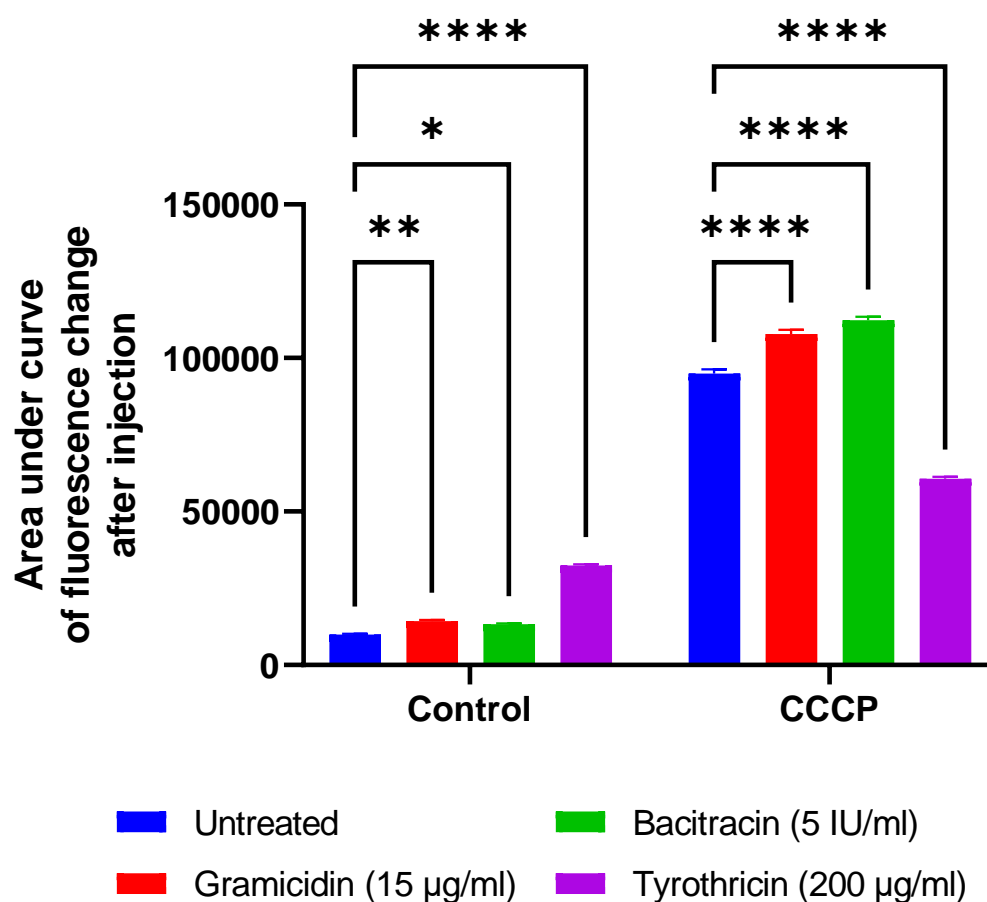 **** ****
* ****
** ****
150000
100000
50000
0
Area under curve
of fluorescence change
after injection
Control CCCP
Untreated Bacitracin (5 IU/ml)
Gramicidin (15 µg/ml) Tyrothricin (200 µg/ml)